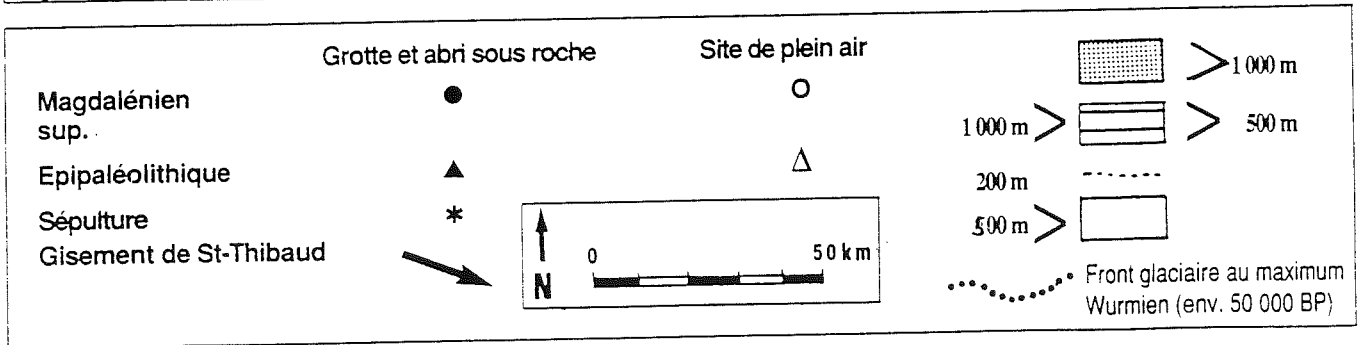 Grotte et abri sous roche Site de plein air
Magdalénien
sup.
Epipaléolithique
Sépulture
Gisement de St-Thibaud
N
0 50 km
> 1 000 m
1 000 m > > 500 m
200 m
500 m >
Front glaciaire au maximum
Wurmien (env. 50 000 BP)